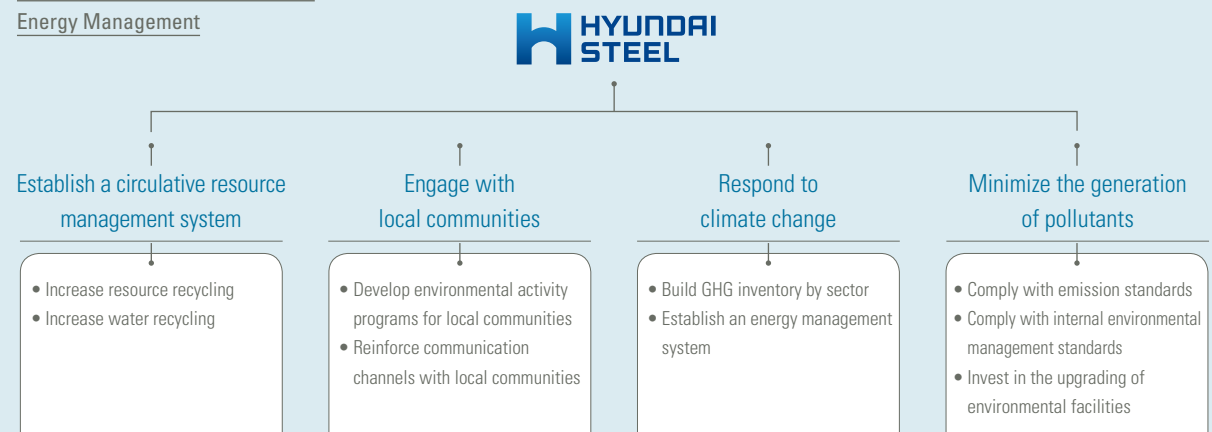 Energy Management
HYUNDAI
STEEL
Establish a circulative resource
management system
• Increase resource recycling
• Increase water recycling
Engage with
local communities
• Develop environmental activity
programs for local communities
• Reinforce communication
channels with local communities
Respond to
climate change
• Build GHG inventory by sector
• Establish an energy management
system
Minimize the generation
of pollutants
• Comply with emission standards
• Comply with internal environmental
management standards
• Invest in the upgrading of
environmental facilities